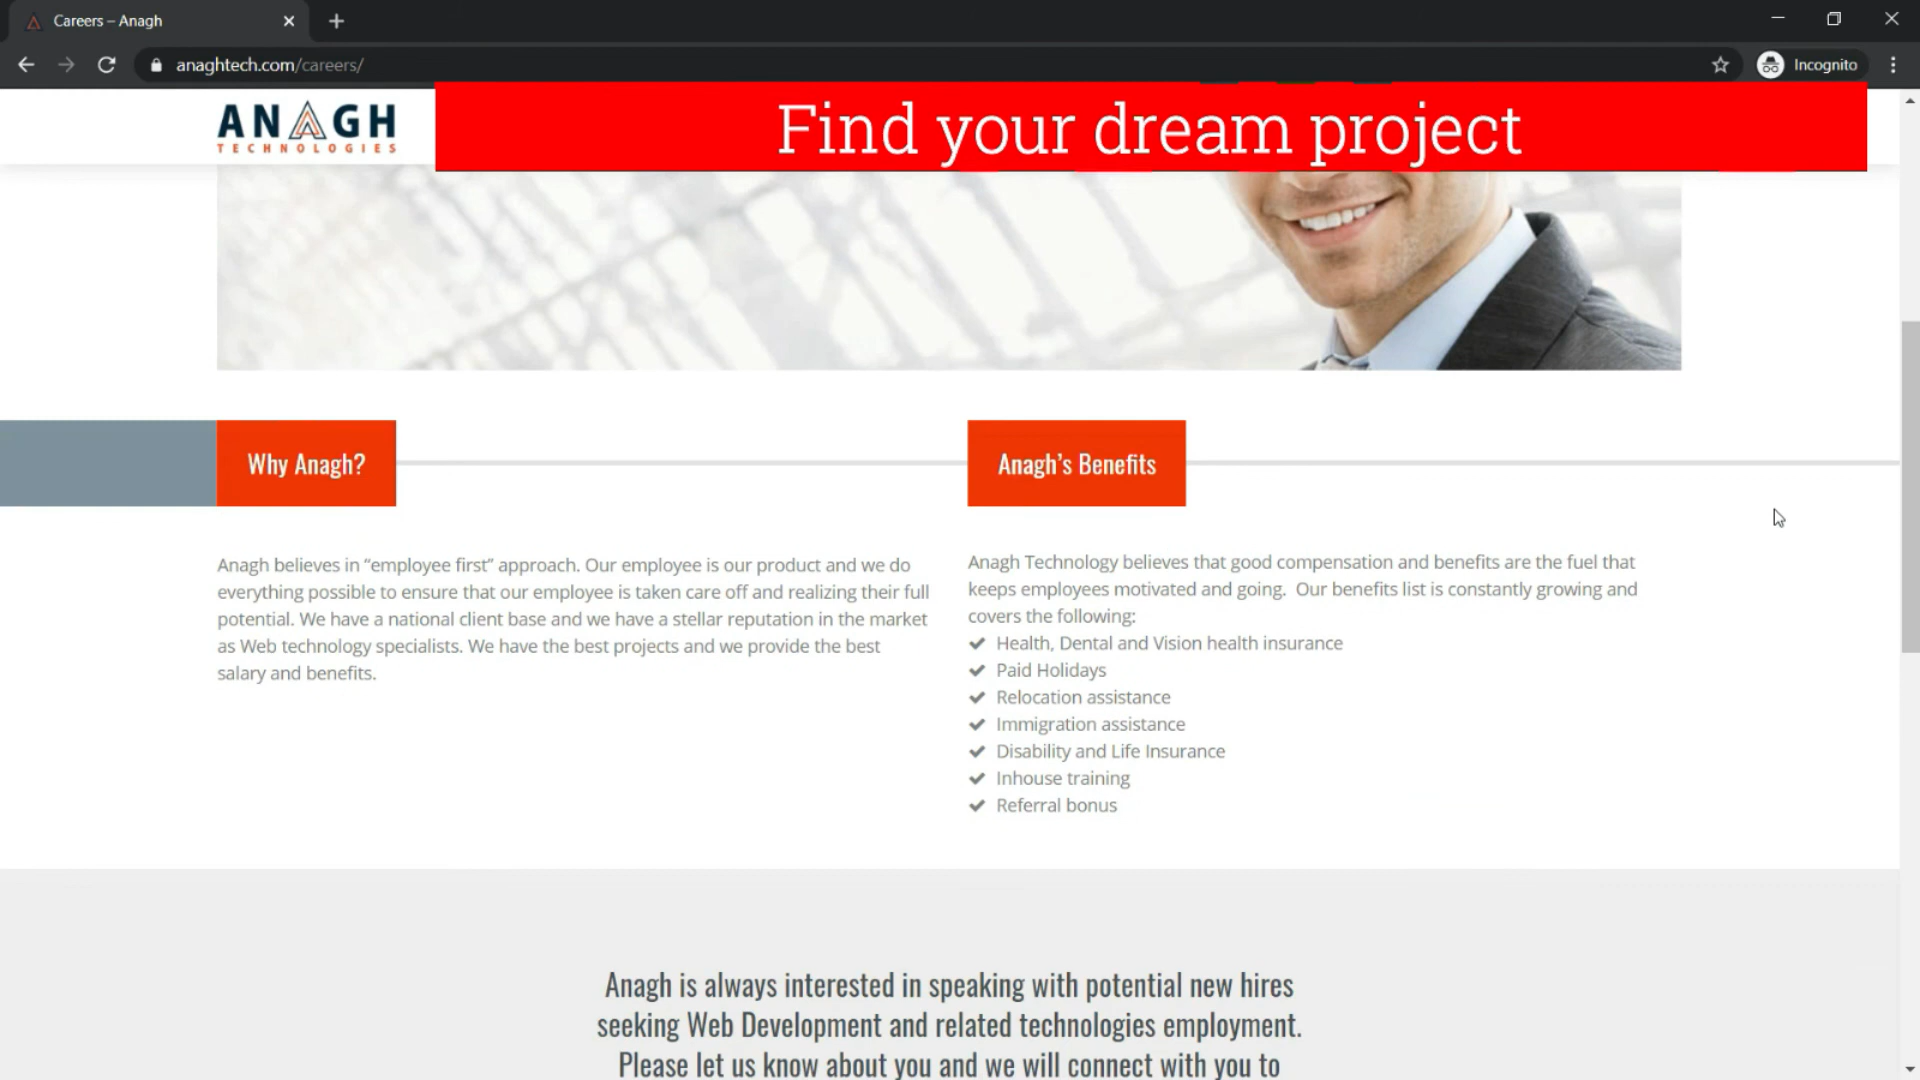 Careers – Anagh
anaghtech.com/careers/
Incognito
ANAGH
TECHNOLOGIES
Find your dream project
Why Anagh?
Anagh believes in “employee first” approach. Our employee is our product and we do
everything possible to ensure that our employee is taken care off and realizing their full
potential. We have a national client base and we have a stellar reputation in the market
as Web technology specialists. We have the best projects and we provide the best
salary and benefits.
Anagh’s Benefits
Anagh Technology believes that good compensation and benefits are the fuel that
keeps employees motivated and going.  Our benefits list is constantly growing and
covers the following:
Health, Dental and Vision health insurance
Paid Holidays
Relocation assistance
Immigration assistance
Disability and Life Insurance
Inhouse training
Referral bonus
Anagh is always interested in speaking with potential new hires
seeking Web Development and related technologies employment.
Please let us know about you and we will connect with you to